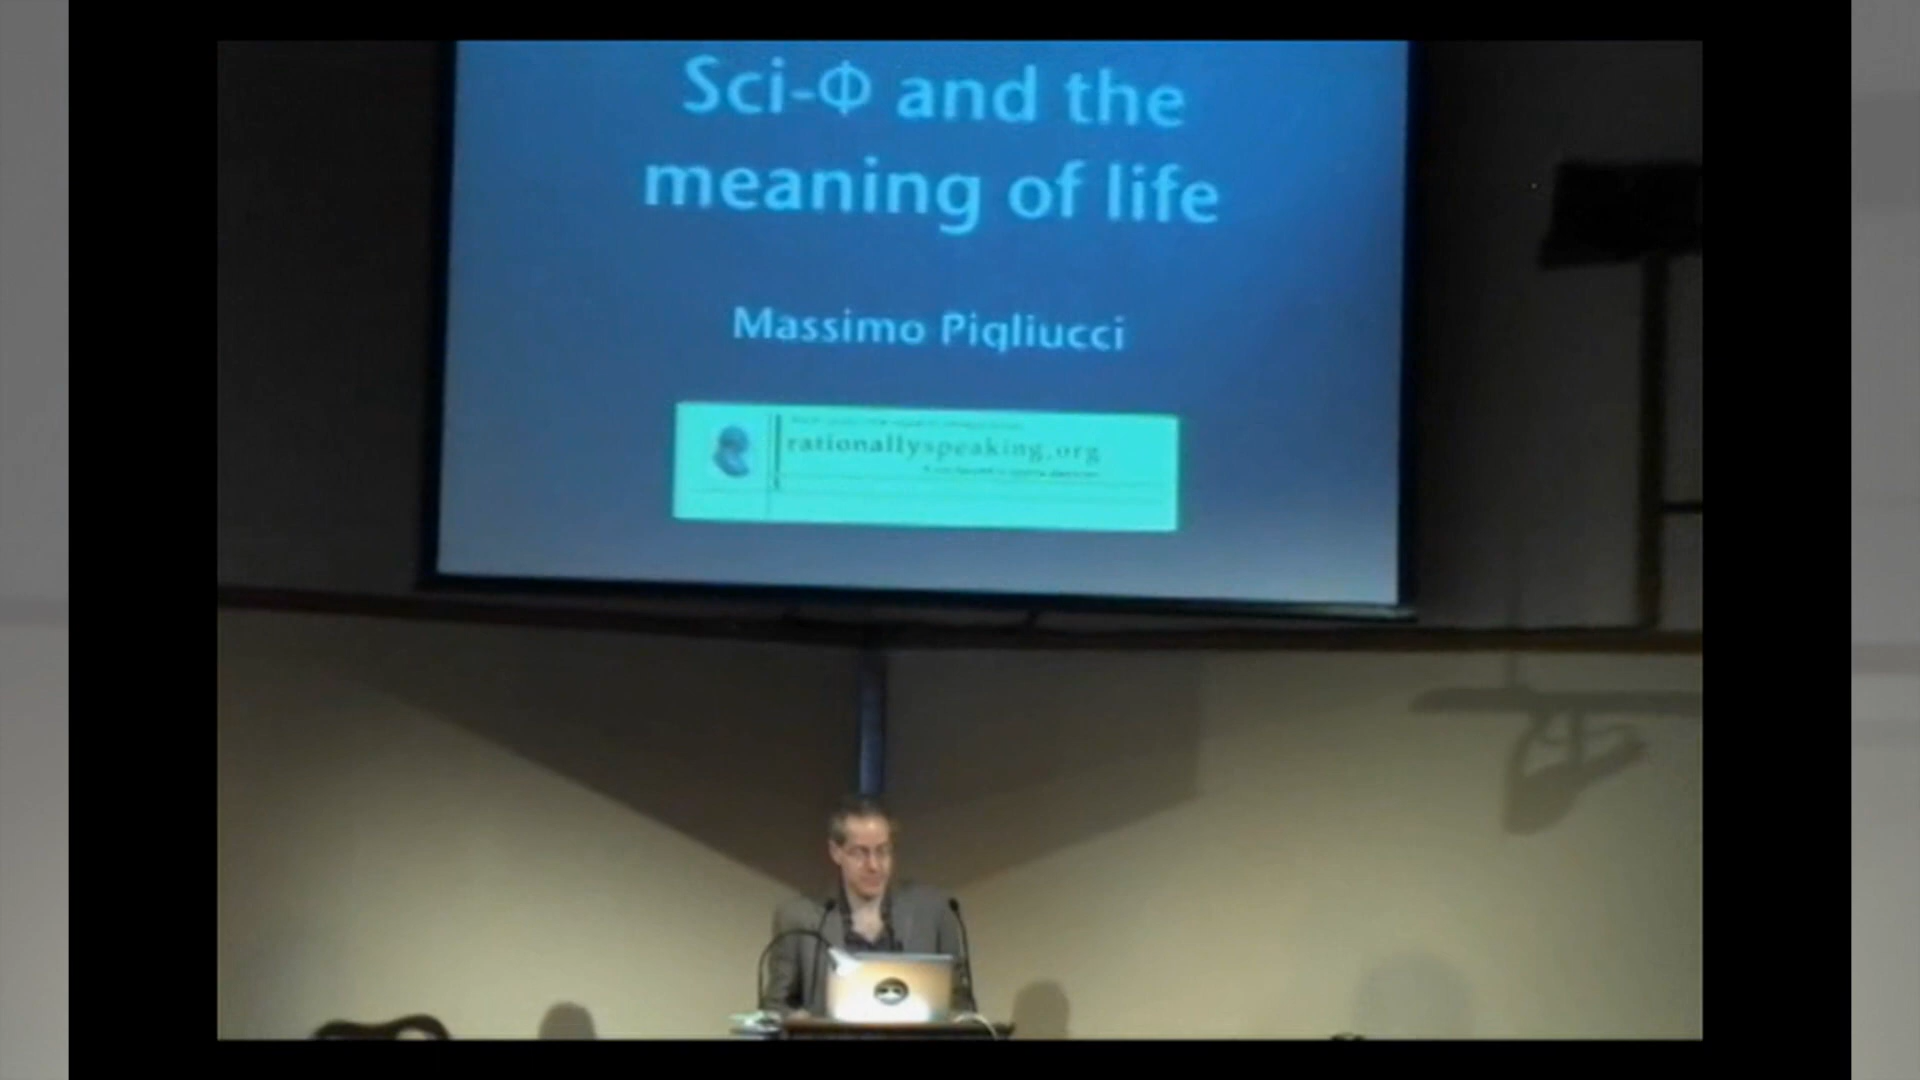 Sci-Φ and the
meaning of life
Massimo Pigliucci
rationallyspeaking.org